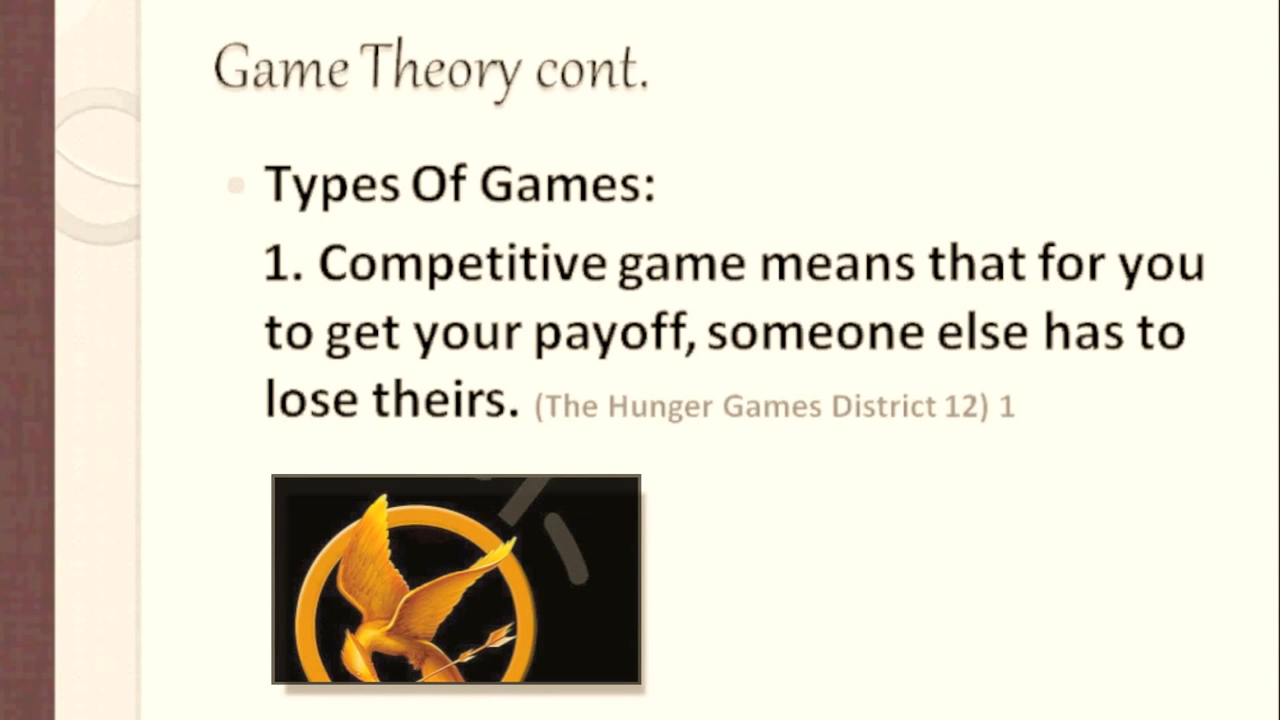 Game Theory cont.
Types Of Games:
1. Competitive game means that for you
to get your payoff, someone else has to
lose theirs. (The Hunger Games District 12) 1